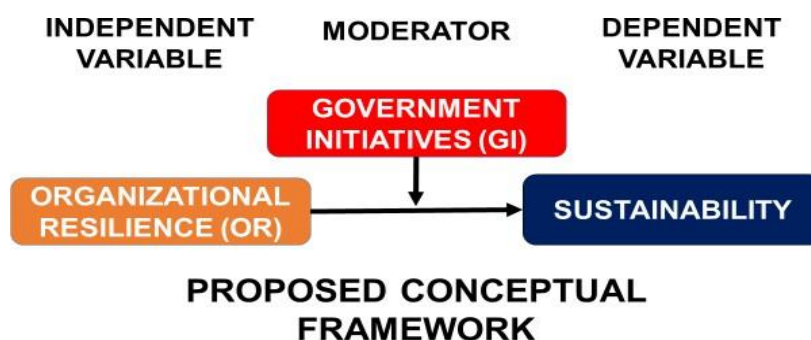 INDEPENDENT
VARIABLE
MODERATOR
DEPENDENT
VARIABLE
GOVERNMENT
INITIATIVES (GI)
ORGANIZATIONAL
RESILIENCE (OR)
SUSTAINABILITY
PROPOSED CONCEPTUAL
FRAMEWORK